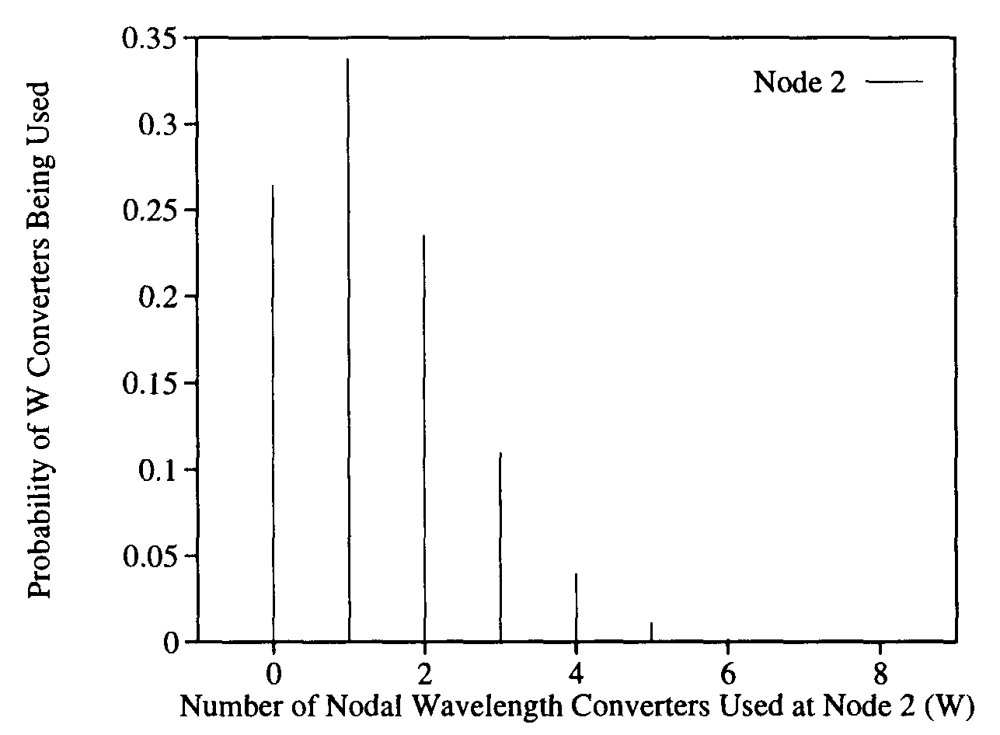 0.35
0.3
0.25
0.2
0.15
0.1
0.05
0
Probability of W Converters Being Used
Node 2
0 2 4 6 8
Number of Nodal Wavelength Converters Used at Node 2 (W)